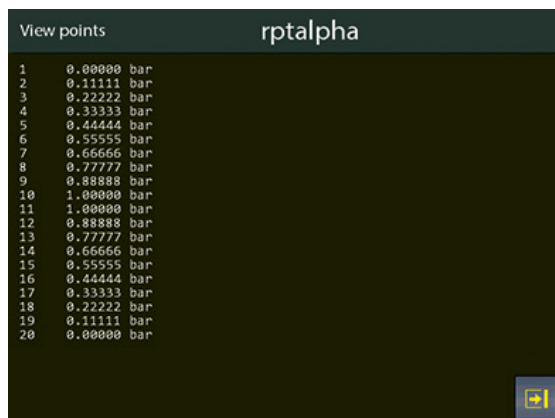 View points rptalpha
1 0.00000 bar
2 0.11111 bar
3 0.22222 bar
4 0.33333 bar
5 0.44444 bar
6 0.55555 bar
7 0.66666 bar
8 0.77777 bar
9 0.88888 bar
10 1.00000 bar
11 1.00000 bar
12 0.88888 bar
13 0.77777 bar
14 0.66666 bar
15 0.55555 bar
16 0.44444 bar
17 0.33333 bar
18 0.22222 bar
19 0.11111 bar
20 0.00000 bar